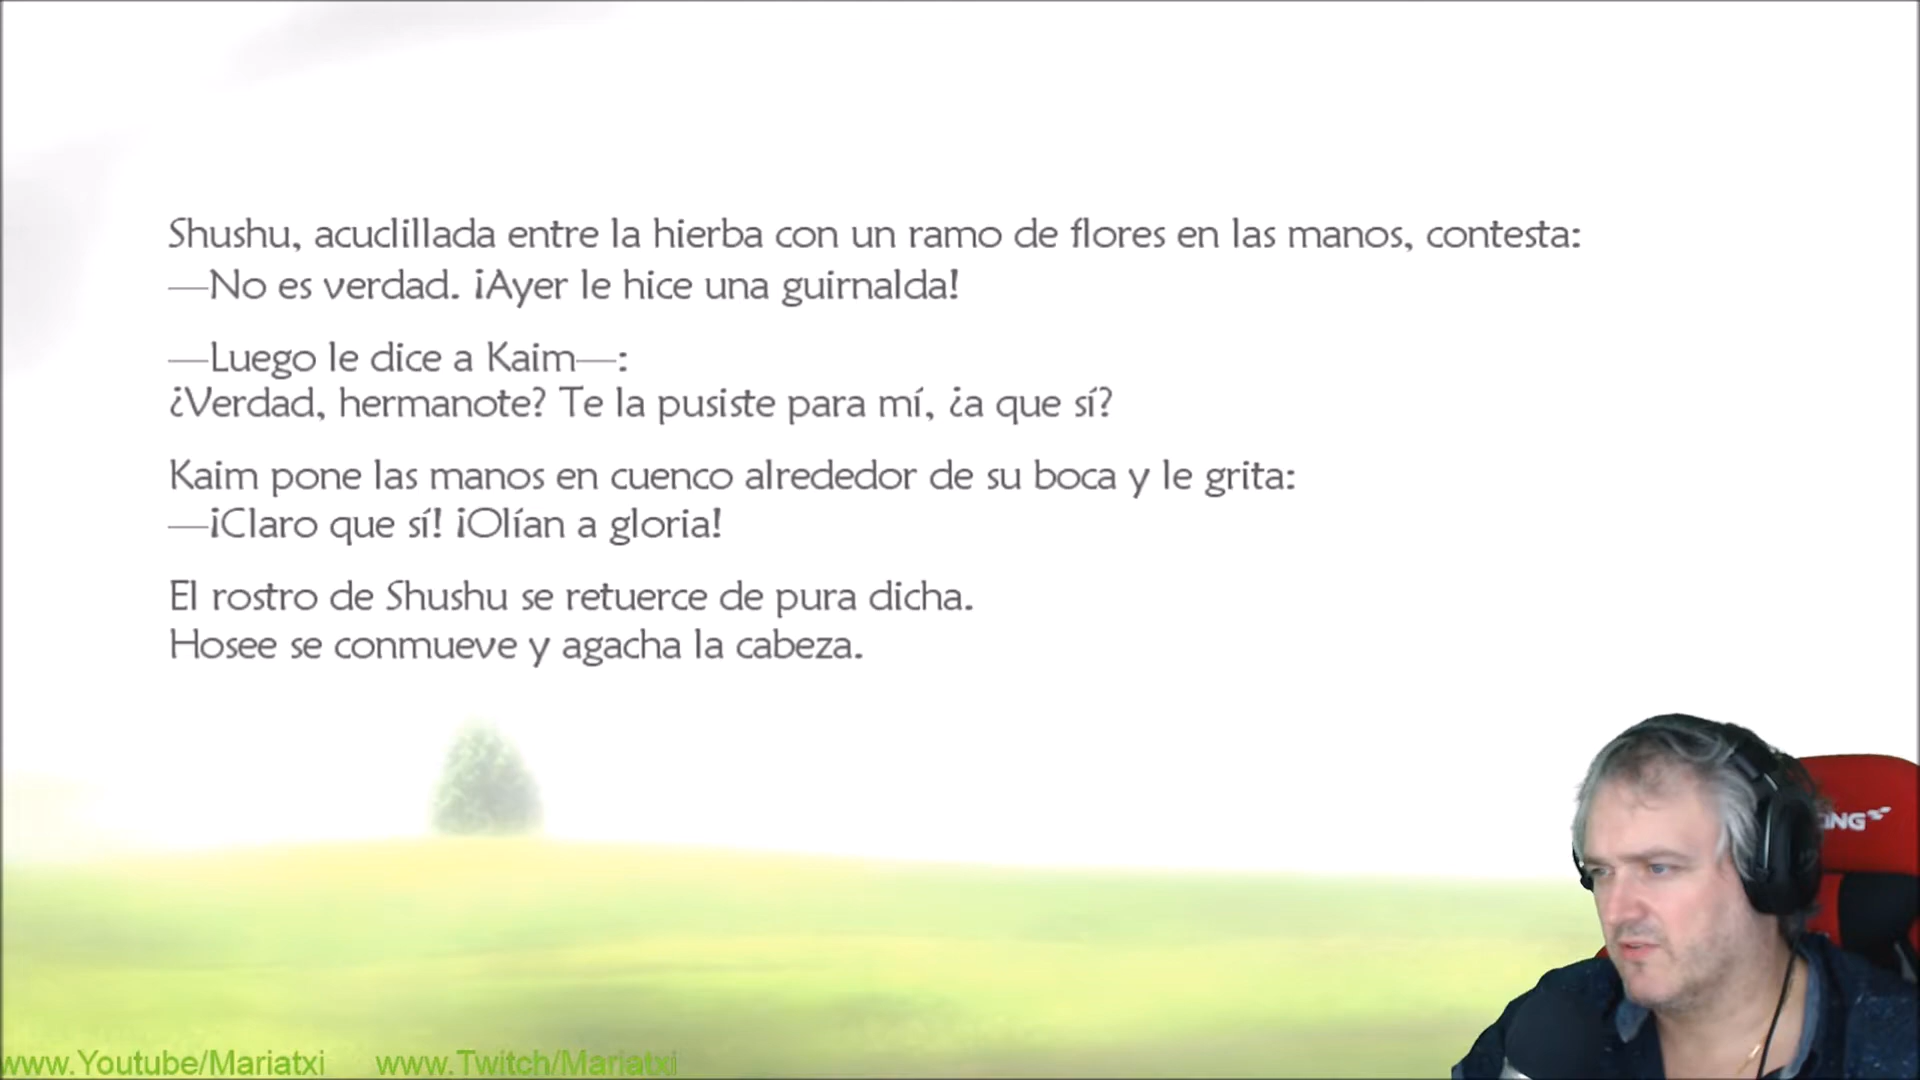 Shushu, acuclillada entre la hierba con un ramo de flores en las manos, contesta:
—No es verdad. ¡Ayer le hice una guirnalda!
—Luego le dice a Kaim—:
¿Verdad, hermanote? Te la pusiste para mí, ¿a que sí?
Kaim pone las manos en cuenco alrededor de su boca y le grita:
—¡Claro que sí! ¡Olían a gloria!
El rostro de Shushu se retuerce de pura dicha.
Hosee se conmueve y agacha la cabeza.
www.Youtube/Mariatxi www.Twitch/Mariatxi